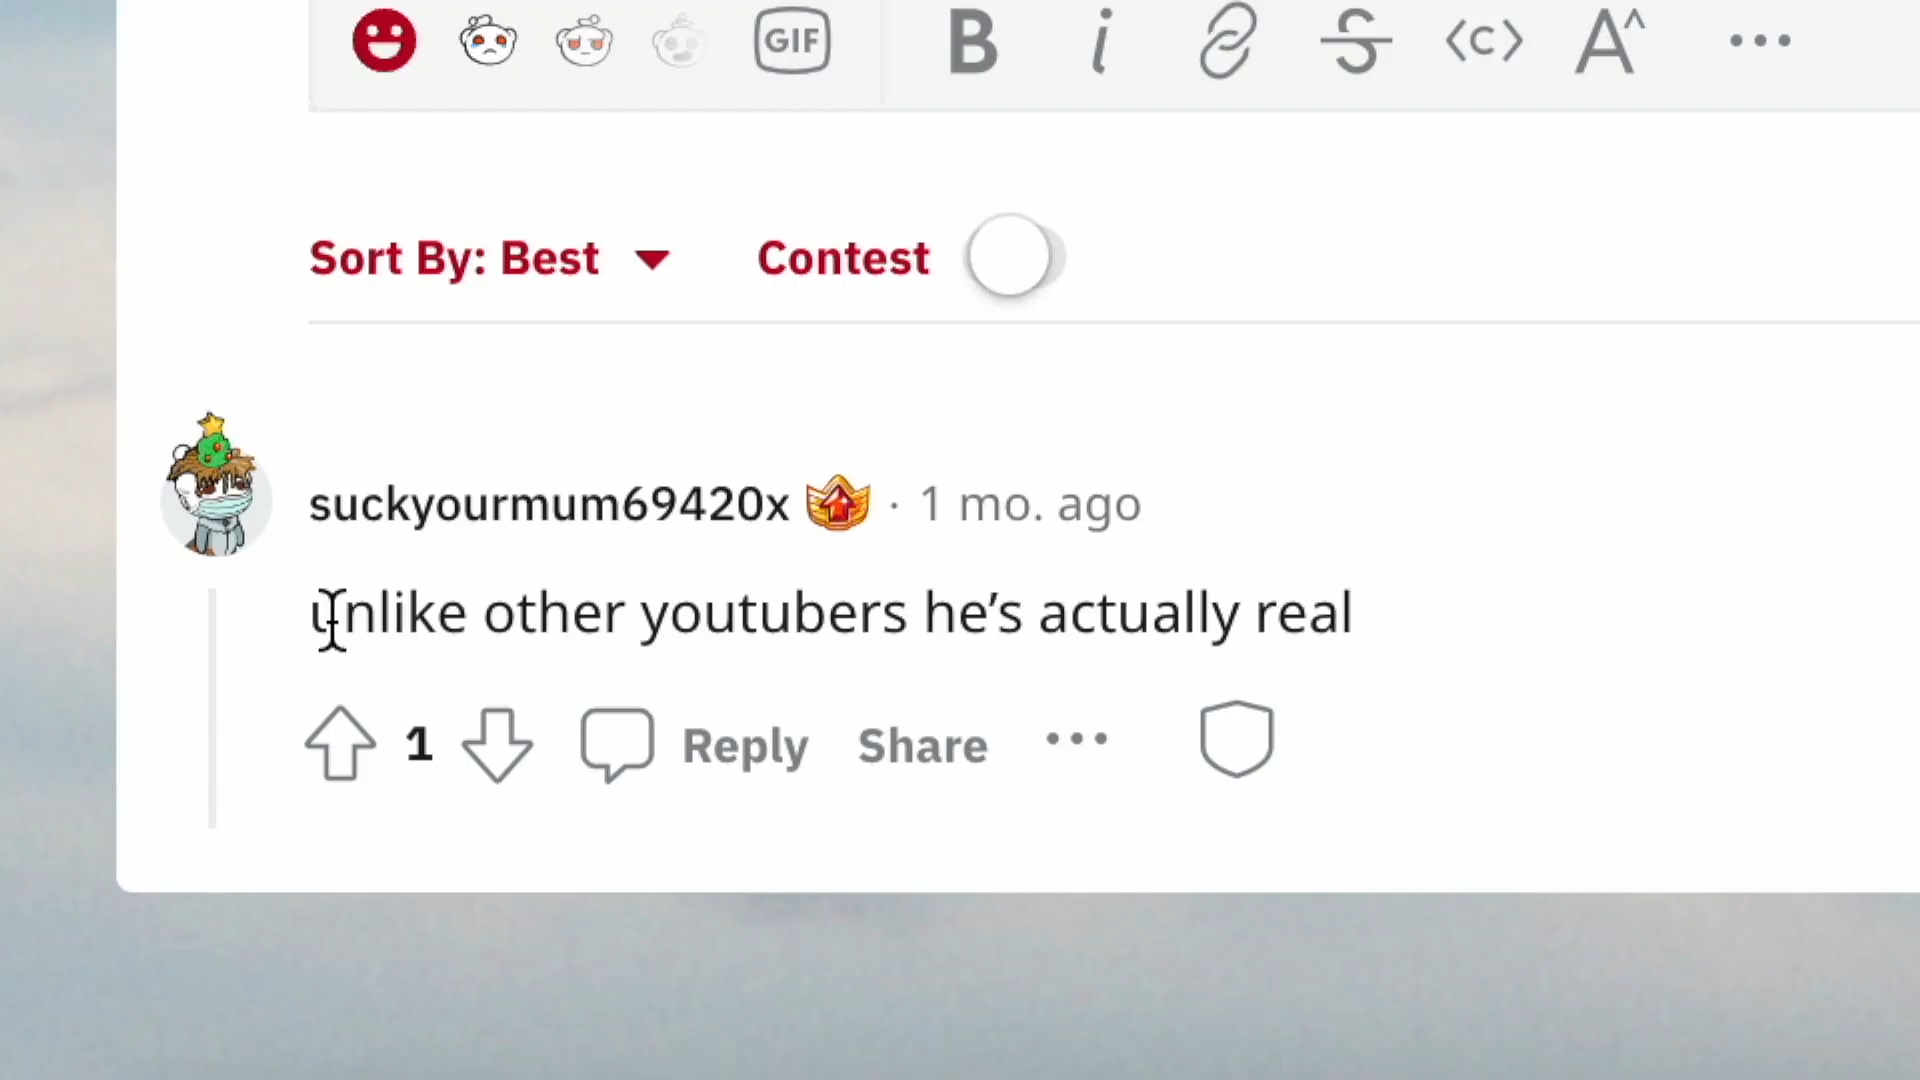 GIF B i S <c> A^ ...
Sort By: Best Contest
suckyourmum69420x · 1 mo. ago
unlike other youtubers he’s actually real
1 Reply Share ...